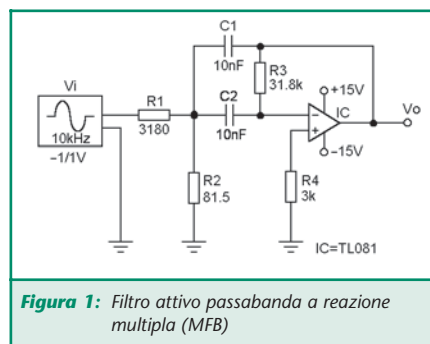 C1
10nF
R3
31.8k
Vi
10kHz
−1/1V
R1
3180
C2
10nF
+15V
IC
−
+
−15V
Vo
R2
81.5
R4
3k
IC=TL081
Figura 1: Filtro attivo passabanda a reazione
multipla (MFB)